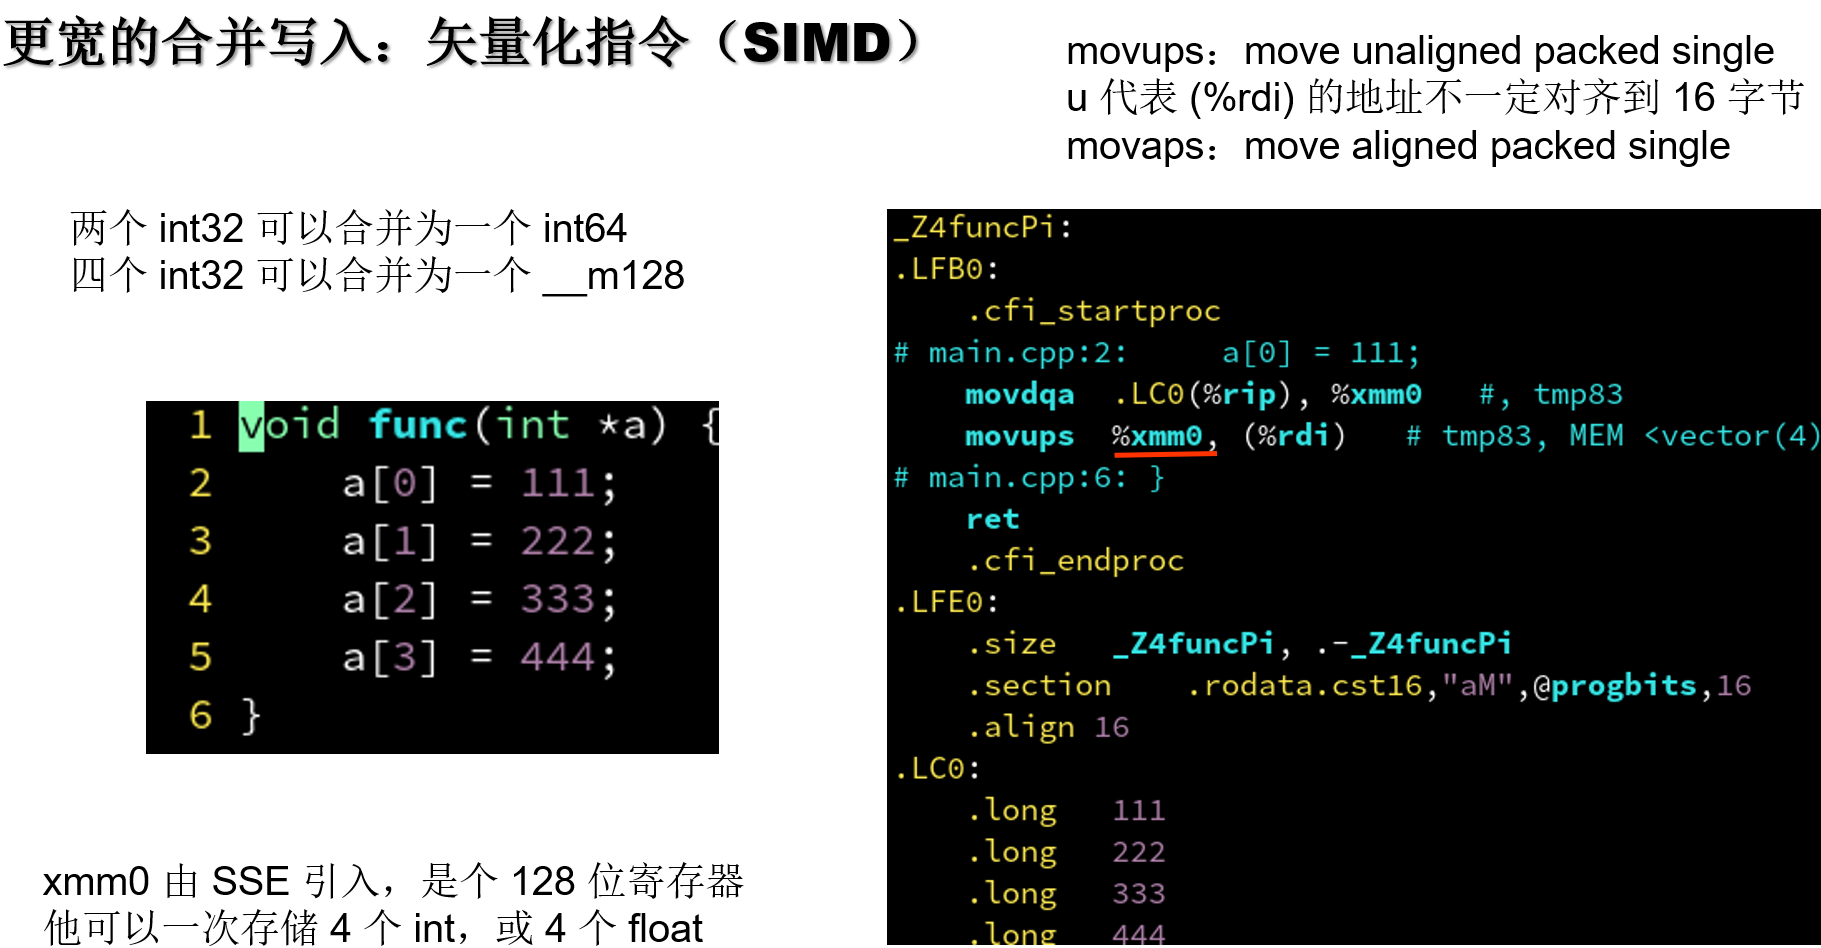 更宽的合并写入：矢量化指令（SIMD）
movups：move unaligned packed single
u 代表 (%rdi) 的地址不一定对齐到 16 字节
movaps：move aligned packed single
两个 int32 可以合并为一个 int64
四个 int32 可以合并为一个 __m128
1 void func(int *a) {
2     a[0] = 111;
3     a[1] = 222;
4     a[2] = 333;
5     a[3] = 444;
6 }
xmm0 由 SSE 引入，是个 128 位寄存器
他可以一次存储 4 个 int，或 4 个 float
_Z4funcPi:
.LFB0:
    .cfi_startproc
# main.cpp:2:     a[0] = 111;
    movdqa  .LC0(%rip), %xmm0   #, tmp83
    movups  %xmm0, (%rdi)   # tmp83, MEM <vector(4)
# main.cpp:6: }
    ret
    .cfi_endproc
.LFE0:
    .size   _Z4funcPi, .-_Z4funcPi
    .section    .rodata.cst16,"aM",@progbits,16
    .align 16
.LC0:
    .long   111
    .long   222
    .long   333
    .long   444